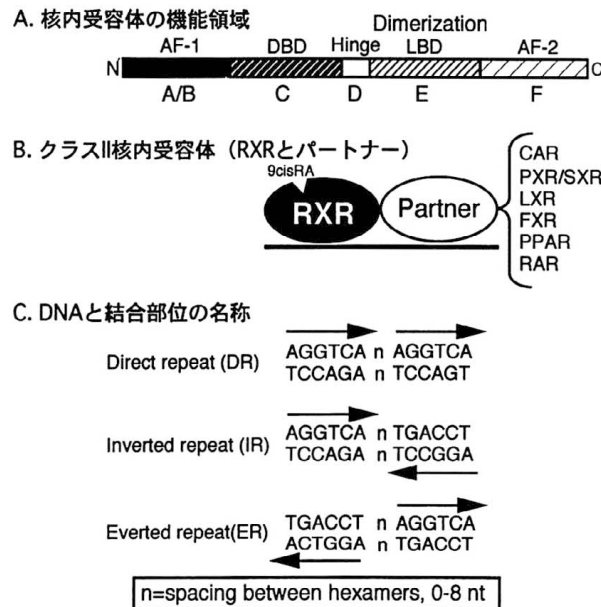 A. 核内受容体の機能領域
Dimerization
AF-1 DBD Hinge LBD AF-2
N C
A/B C D E F
B. クラスII核内受容体（RXRとパートナー）
9cisRA
RXR Partner
CAR
PXR/SXR
LXR
FXR
PPAR
RAR
C. DNAと結合部位の名称
Direct repeat (DR)
AGGTCA n AGGTCA
TCCAGA n TCCAGT
Inverted repeat (IR)
AGGTCA n TGACCT
TCCAGA n TCCGGA
Everted repeat(ER)
TGACCT n AGGTCA
ACTGGA n TGACCT
n=spacing between hexamers, 0-8 nt